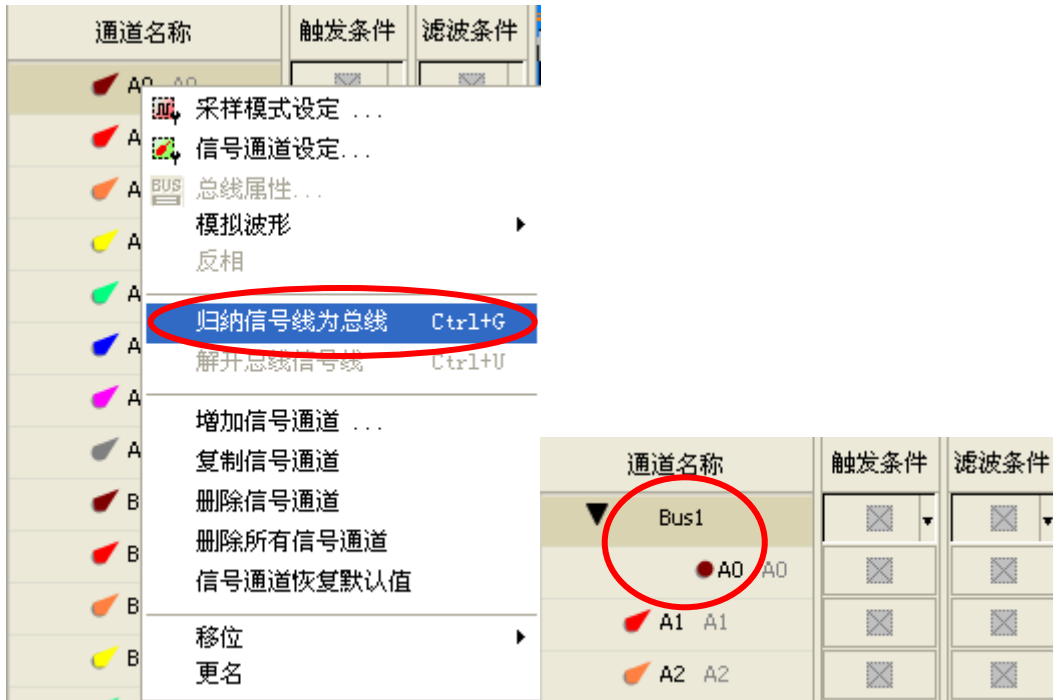 通道名称 触发条件 滤波条件
A0 A0
A
A
A
A
A
A
A
B
B
B
B
采样模式设定 ...
信号通道设定...
BUS 总线属性...
模拟波形
反相
归纳信号线为总线 Ctrl+G
解开总线信号线 Ctrl+U
增加信号通道 ...
复制信号通道
删除信号通道
删除所有信号通道
信号通道恢复默认值
移位
更名
通道名称 触发条件 滤波条件
Bus1
A0 A0
A1 A1
A2 A2